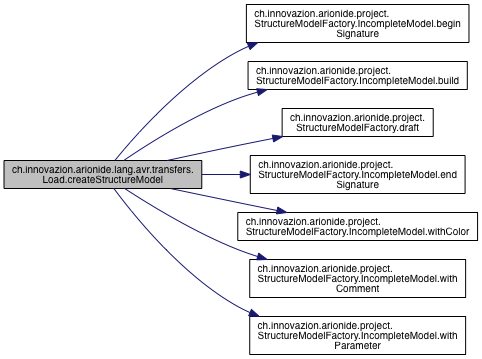 ch.innovazion.arionide.project.
StructureModelFactory.IncompleteModel.begin
Signature
ch.innovazion.arionide.project.
StructureModelFactory.IncompleteModel.build
ch.innovazion.arionide.project.
StructureModelFactory.draft
ch.innovazion.arionide.lang.avr.transfers.
Load.createStructureModel
ch.innovazion.arionide.project.
StructureModelFactory.IncompleteModel.end
Signature
ch.innovazion.arionide.project.
StructureModelFactory.IncompleteModel.withColor
ch.innovazion.arionide.project.
StructureModelFactory.IncompleteModel.with
Comment
ch.innovazion.arionide.project.
StructureModelFactory.IncompleteModel.with
Parameter